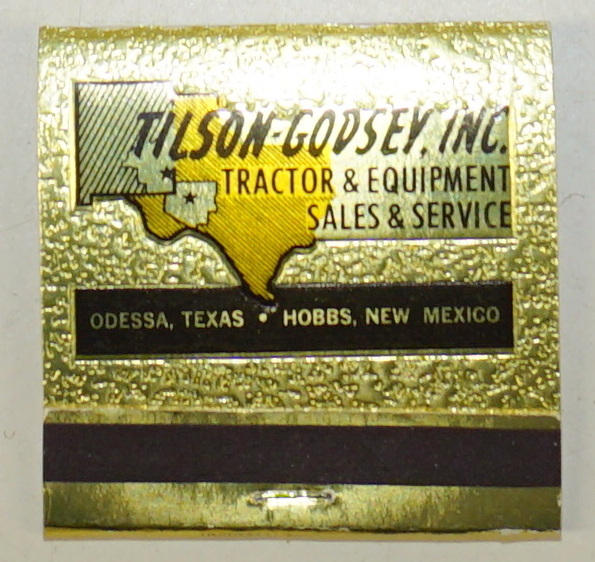 TILSON-GODSEY, INC.
TRACTOR & EQUIPMENT
SALES & SERVICE
ODESSA, TEXAS • HOBBS, NEW MEXICO